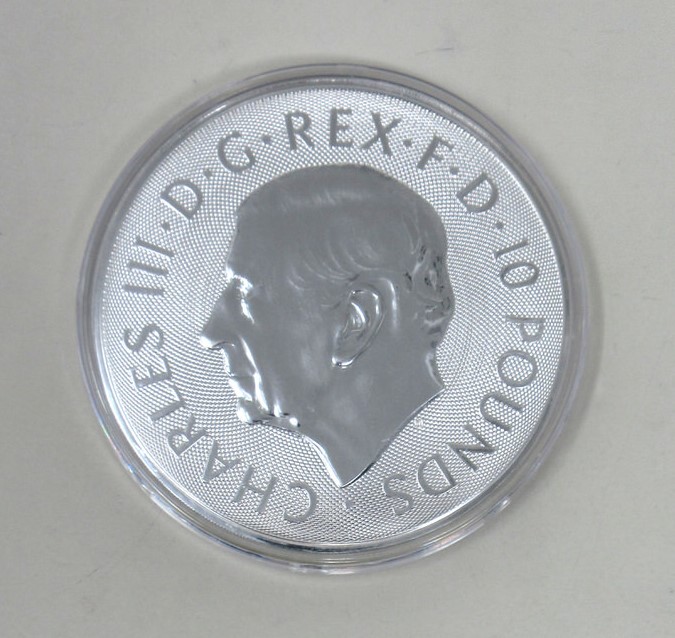 CHARLES III · D · G · REX · F · D · 10 POUNDS ·